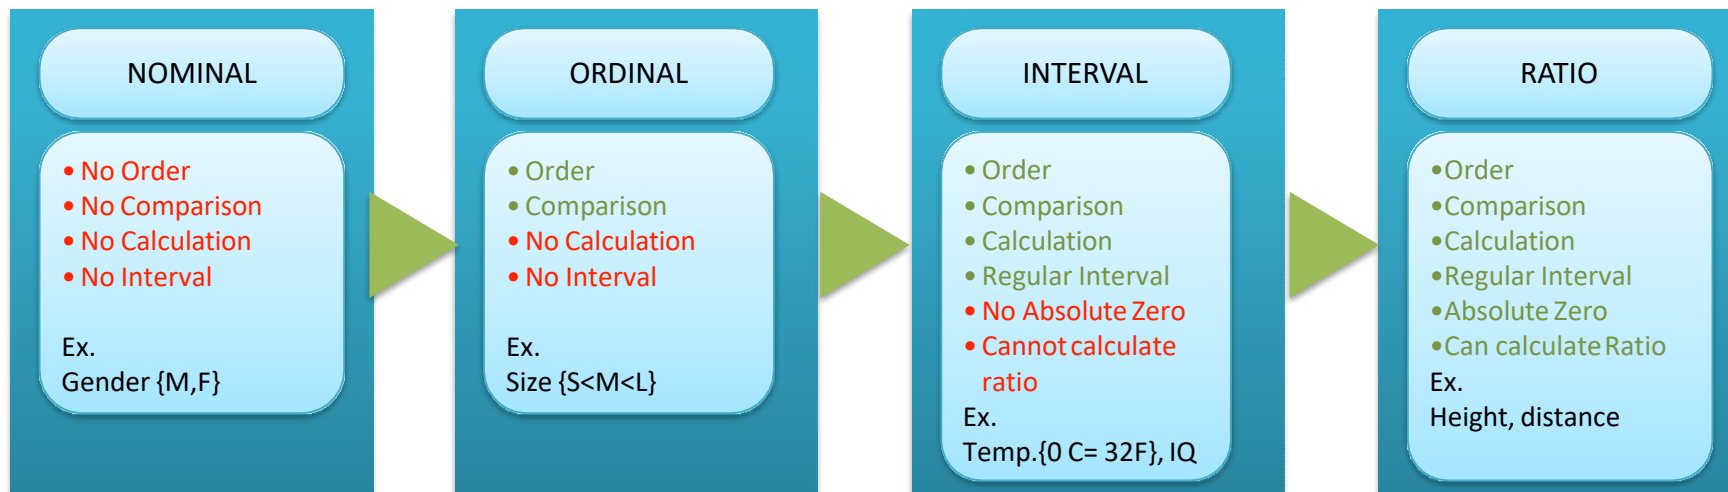 NOMINAL
• No Order
• No Comparison
• No Calculation
• No Interval
Ex.
Gender {M,F}
ORDINAL
• Order
• Comparison
• No Calculation
• No Interval
Ex.
Size {S<M<L}
INTERVAL
• Order
• Comparison
• Calculation
• Regular Interval
• No Absolute Zero
• Cannot calculate
ratio
Ex.
Temp.{0 C= 32F}, IQ
RATIO
•Order
•Comparison
•Calculation
•Regular Interval
•Absolute Zero
•Can calculate Ratio
Ex.
Height, distance